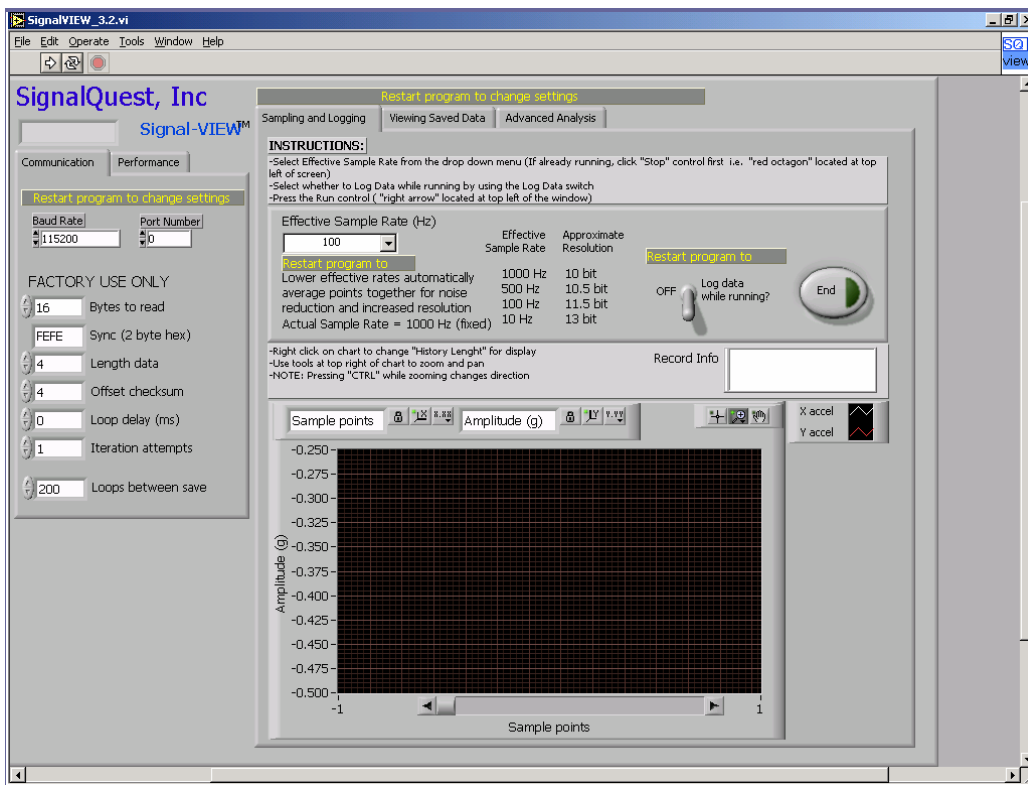 SignalVIEW_3.2.vi
File Edit Operate Tools Window Help
SQ
view
SignalQuest, Inc
Signal-VIEW™
Communication Performance
Restart program to change settings
Baud Rate Port Number
115200 0
FACTORY USE ONLY
16 Bytes to read
FEFE Sync (2 byte hex)
4 Length data
4 Offset checksum
0 Loop delay (ms)
1 Iteration attempts
200 Loops between save
Restart program to change settings
Sampling and Logging Viewing Saved Data Advanced Analysis
INSTRUCTIONS:
-Select Effective Sample Rate from the drop down menu (If already running, click "Stop" control first i.e. "red octagon" located at top
left of screen)
-Select whether to Log Data while running by using the Log Data switch
-Press the Run control ( "right arrow" located at top left of the window)
Effective Sample Rate (Hz)
100
Restart program to
Lower effective rates automatically
average points together for noise
reduction and increased resolution
Actual Sample Rate = 1000 Hz (fixed)
Effective Approximate
Sample Rate Resolution
1000 Hz 10 bit
500 Hz 10.5 bit
100 Hz 11.5 bit
10 Hz 13 bit
Restart program to
OFF Log data
while running?
End
-Right click on chart to change "History Lenght" for display
-Use tools at top right of chart to zoom and pan
-NOTE: Pressing "CTRL" while zooming changes direction
Record Info
Sample points X X.XX Amplitude (g) Y Y.YY
X accel
Y accel
-0.250
-0.275
-0.300
-0.325
-0.350
-0.375
-0.400
-0.425
-0.450
-0.475
-0.500
Amplitude (g)
-1 1
Sample points